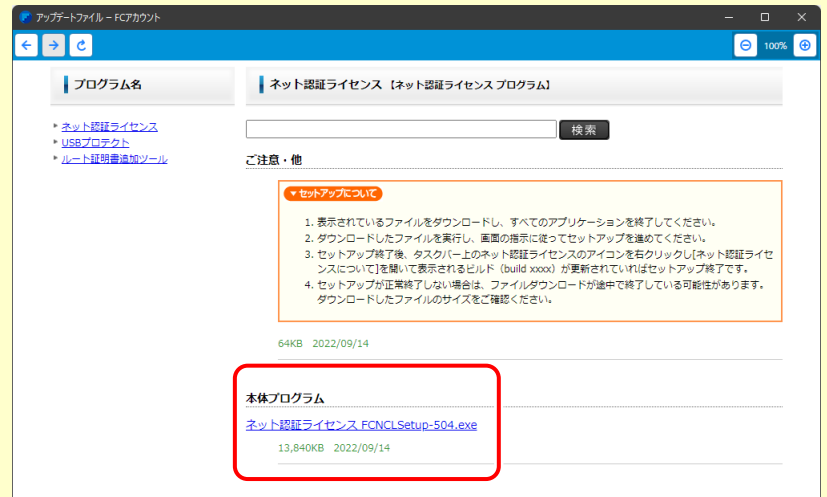 アップデートファイル – FCアカウント
100%
プログラム名
ネット認証ライセンス 【ネット認証ライセンス プログラム】
ネット認証ライセンス
USBプロテクト
ルート証明書追加ツール
検索
ご注意・他
▼セットアップについて
1. 表示されているファイルをダウンロードし、すべてのアプリケーションを終了してください。
2. ダウンロードしたファイルを実行し、画面の指示に従ってセットアップを進めてください。
3. セットアップ終了後、タスクバー上のネット認証ライセンスのアイコンを右クリックし[ネット認証ライセ
ンスについて]を開いて表示されるビルド（build xxxx）が更新されていればセットアップ終了です。
4. セットアップが正常終了しない場合は、ファイルダウンロードが途中で終了している可能性があります。
ダウンロードしたファイルのサイズをご確認ください。
64KB 2022/09/14
本体プログラム
ネット認証ライセンス FCNCLSetup-504.exe
13,840KB 2022/09/14